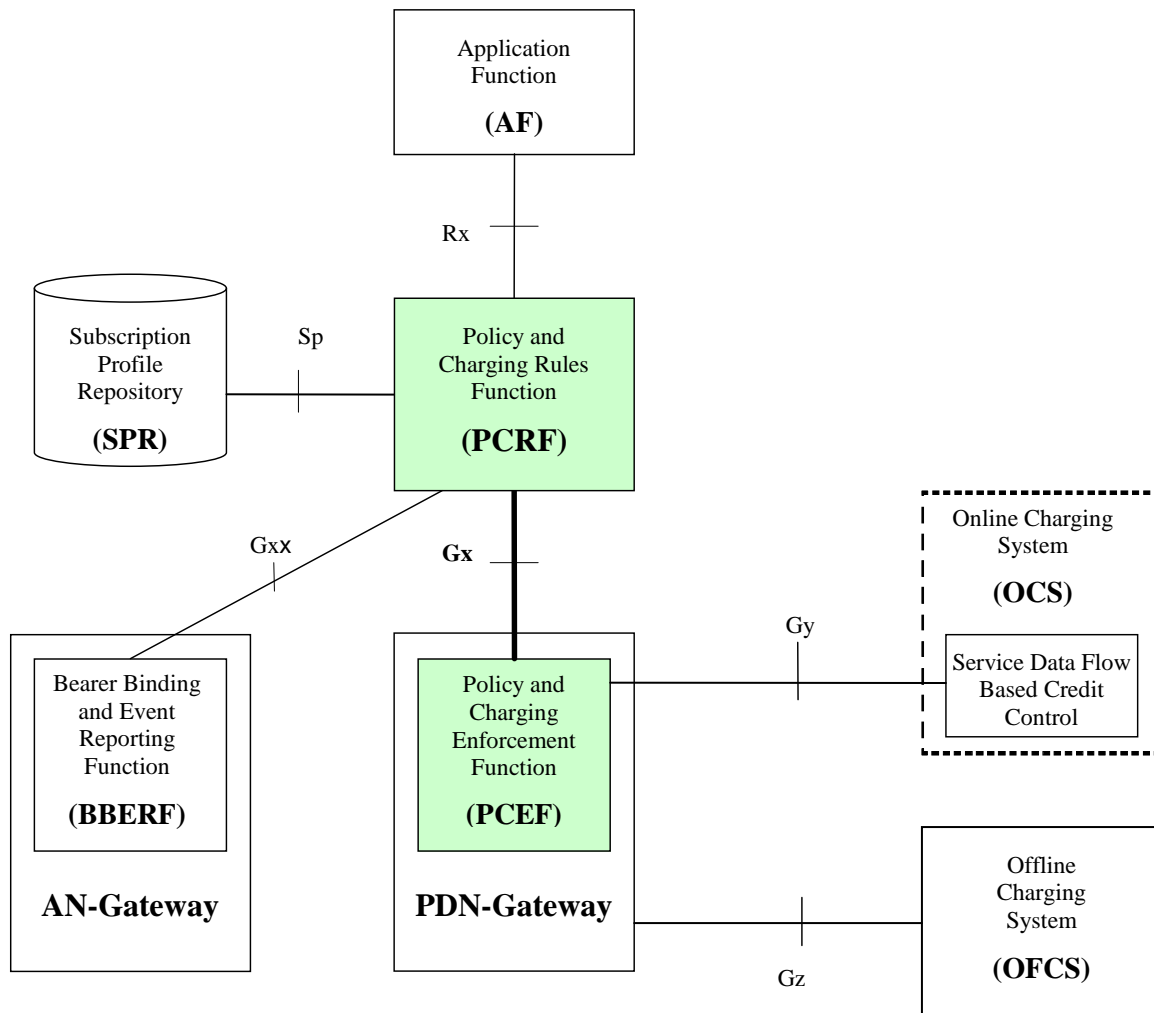 Application
Function
(AF)
Rx
Subscription
Profile
Repository
(SPR)
Sp
Policy and
Charging Rules
Function
(PCRF)
Gxx
Gx
Online Charging
System
(OCS)
Service Data Flow
Based Credit
Control
Gy
Bearer Binding
and Event
Reporting
Function
(BBERF)
AN-Gateway
Policy and
Charging
Enforcement
Function
(PCEF)
PDN-Gateway
Gz
Offline
Charging
System
(OFCS)